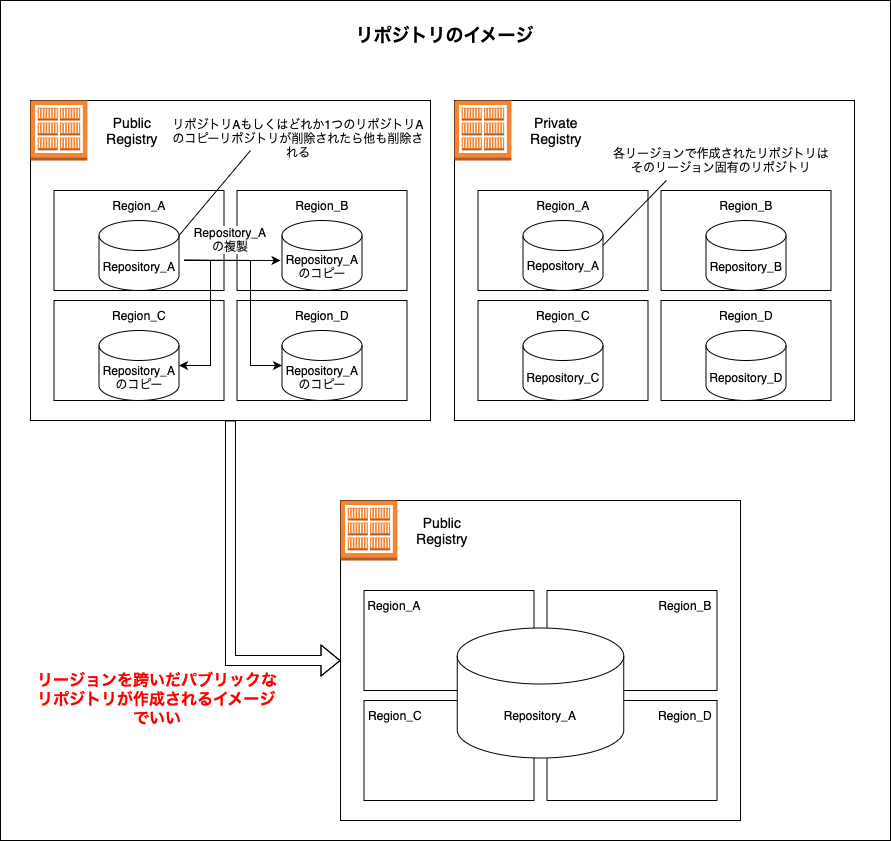 リポジトリのイメージ
Public
Registry
リポジトリAもしくはどれか1つのリポジトリA
のコピーリポジトリが削除されたら他も削除さ
れる
Region_A
Region_B
Repository_A
の複製
Repository_A
Repository_A
のコピー
Region_C
Region_D
Repository_A
のコピー
Repository_A
のコピー
Private
Registry
各リージョンで作成されたリポジトリは
そのリージョン固有のリポジトリ
Region_A
Region_B
Repository_A
Repository_B
Region_C
Region_D
Repository_C
Repository_D
リージョンを跨いだパブリックな
リポジトリが作成されるイメージ
でいい
Public
Registry
Region_A
Region_B
Region_C
Repository_A
Region_D